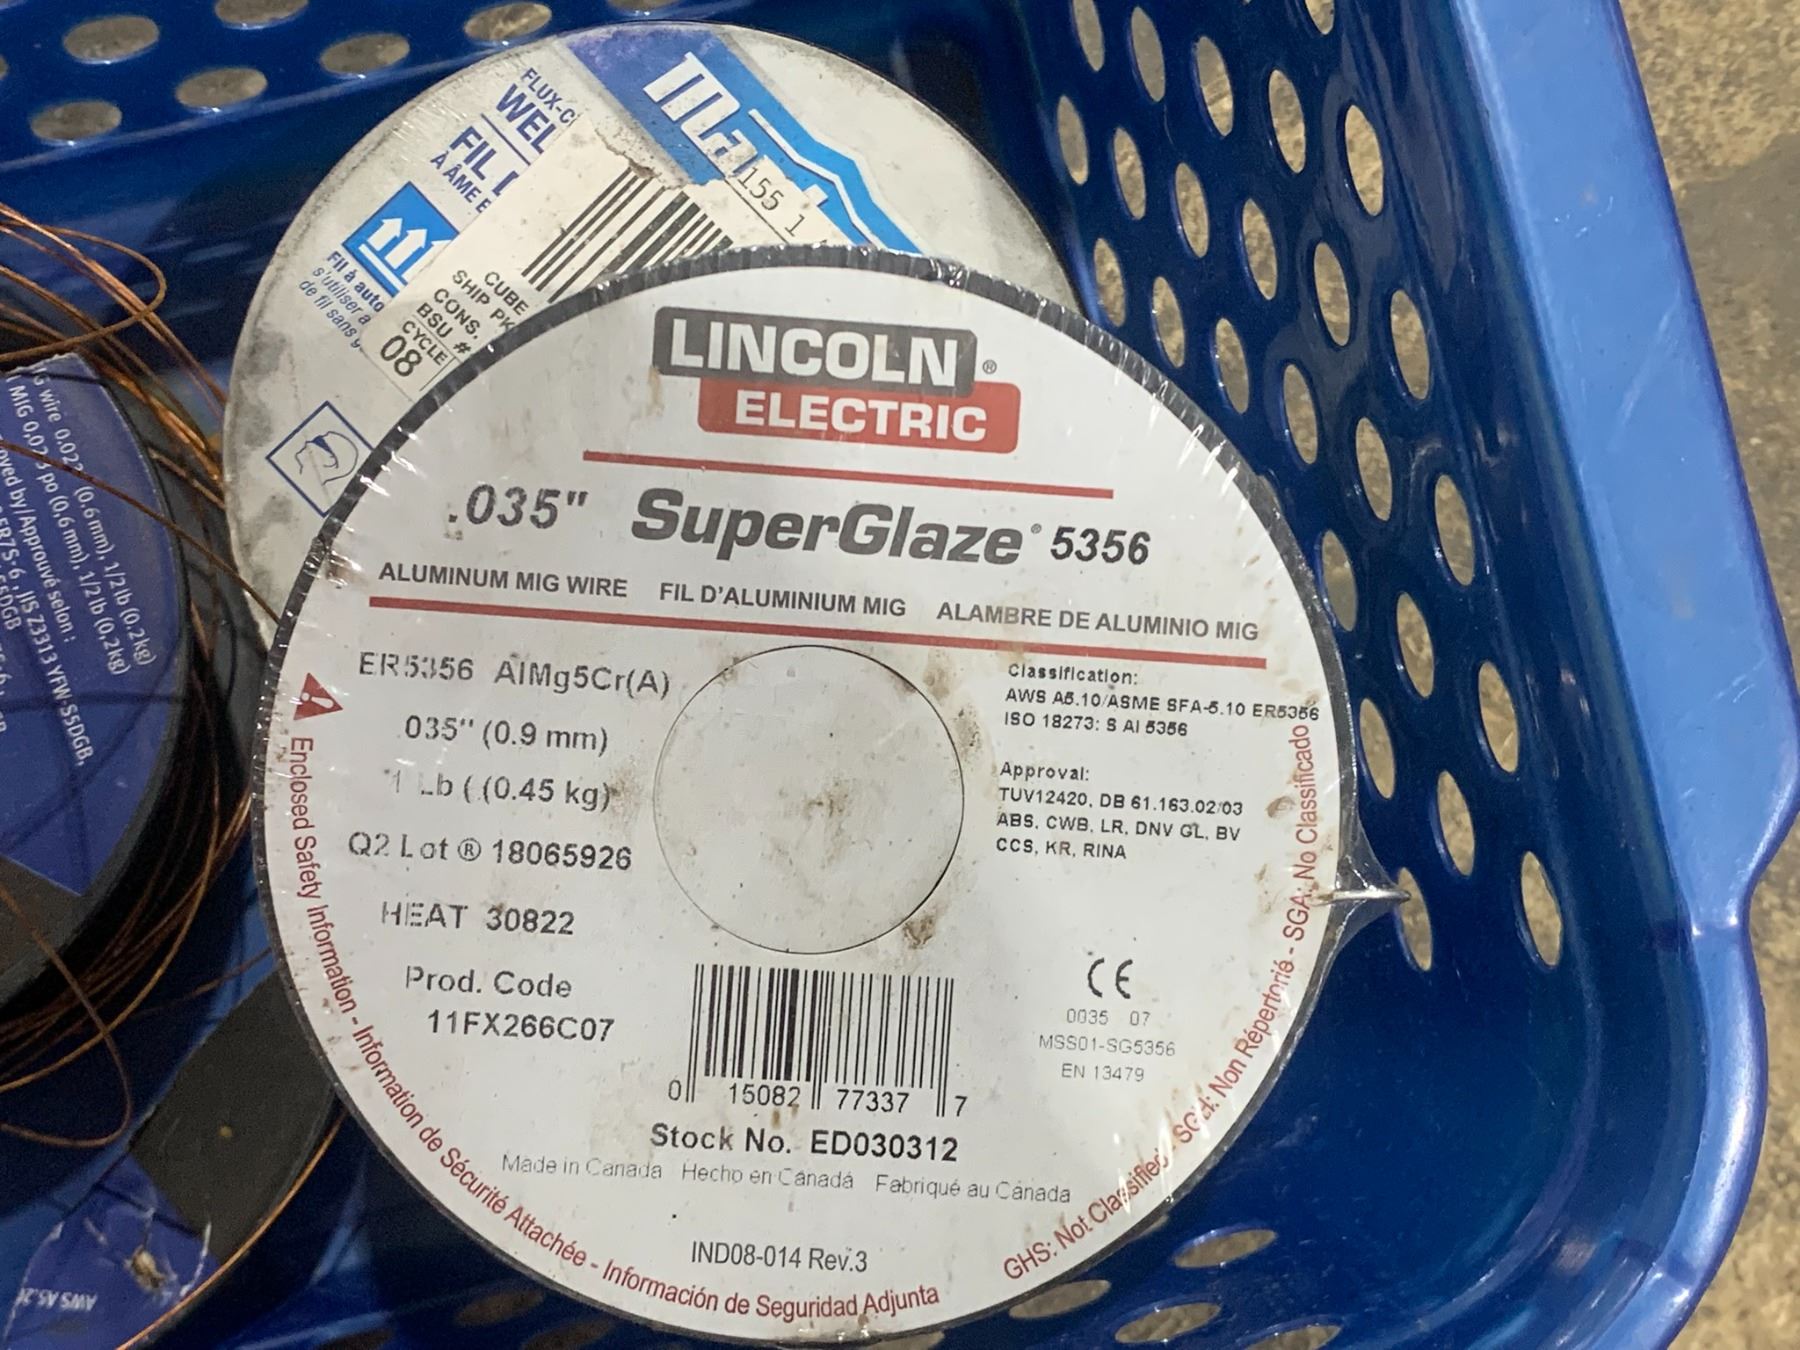 FLUX-C
WEL
FIL
À ÂME E
155 1
Fil à auto
s'utiliser a
de fil sans g
CUBE
SHIP PK
CONS.
BSU #
CYCLE
08
G wire 0.023 (0.6 mm), 1/2 lb (0.2 kg)
MIG 0,023 po (0,6 mm), 1/2 lb (0,2 kg)
oved by/Approuvé selon :
JIS Z3313 YFW-S5DGB,
AWS A5.2
LINCOLN ®
ELECTRIC
.035" SuperGlaze® 5356
ALUMINUM MIG WIRE FIL D'ALUMINIUM MIG ALAMBRE DE ALUMINIO MIG
ER5356 AlMg5Cr(A)
.035" (0.9 mm)
1 Lb ( (0.45 kg)
Q2 Lot ® 18065926
HEAT 30822
Prod. Code
11FX266C07
Classification:
AWS A5.10/ASME SFA-5.10 ER5356
ISO 18273: S Al 5356
Approval:
TUV12420, DB 61.163.02/03
ABS, CWB, LR, DNV GL, BV
CCS, KR, RINA
CE
0035 07
MSS01-SG5356
EN 13479
0 15082 77337 7
Stock No. ED030312
Made in Canada Hecho en Canadá Fabriqué au Canada
IND08-014 Rev.3
Enclosed Safety Information - Information de Sécurité Attachée - Información de Seguridad Adjunta
GHS: Not Classified - SGH: Non Répertorié - SGA: No Clasificado